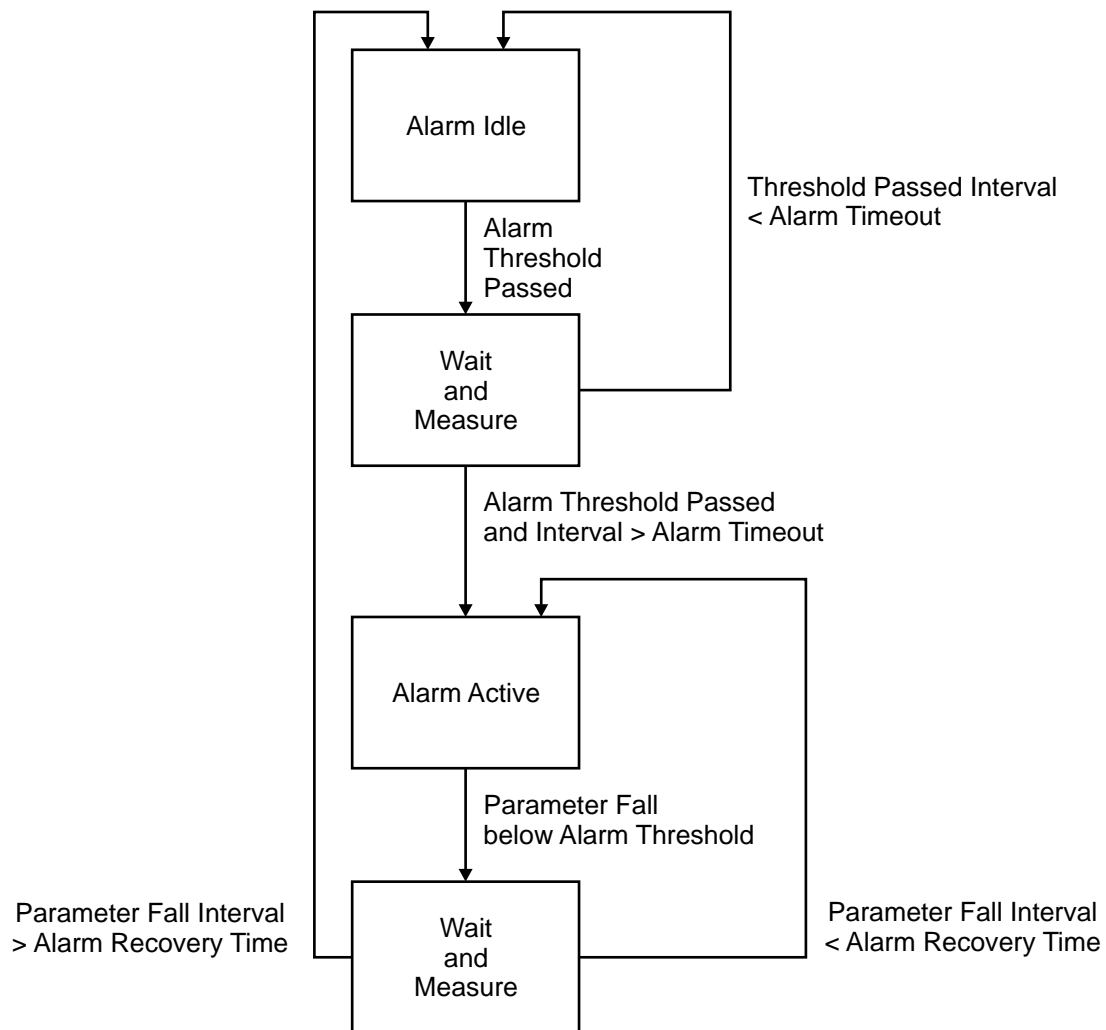 Alarm Idle
Threshold Passed Interval
< Alarm Timeout
Alarm
Threshold
Passed
Wait
and
Measure
Alarm Threshold Passed
and Interval > Alarm Timeout
Alarm Active
Parameter Fall
below Alarm Threshold
Parameter Fall Interval
> Alarm Recovery Time
Wait
and
Measure
Parameter Fall Interval
< Alarm Recovery Time